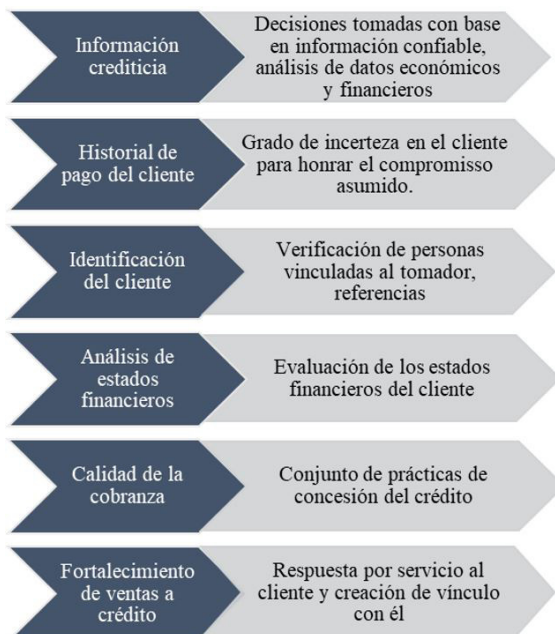 Información
crediticia
Decisiones tomadas con base
en información confiable,
análisis de datos económicos
y financieros
Historial de
pago del cliente
Grado de incerteza en el cliente
para honrar el compromisso
asumido.
Identificación
del cliente
Verificación de personas
vinculadas al tomador,
referencias
Análisis de
estados
financieros
Evaluación de los estados
financieros del cliente
Calidad de la
cobranza
Conjunto de prácticas de
concesión del crédito
Fortalecimiento
de ventas a
crédito
Respuesta por servicio al
cliente y creación de vínculo
con él